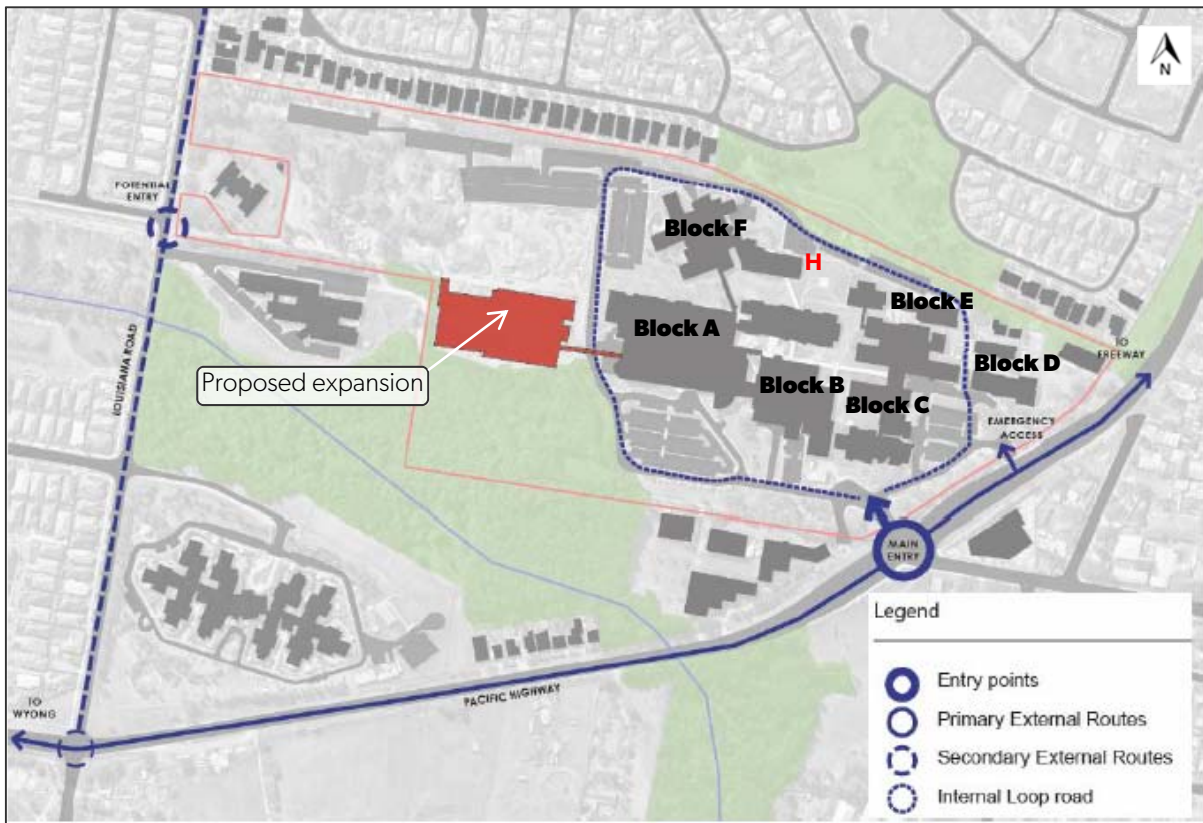 N
POTENTIAL
ENTRY
Block F
H
Block E
Block A
Block D
TO
FREEWAY
LOUISIANA ROAD
Proposed expansion
Block B
Block C
EMERGENCY
ACCESS
MAIN
ENTRY
PACIFIC HIGHWAY
TO
WYONG
Legend
Entry points
Primary External Routes
Secondary External Routes
Internal Loop road